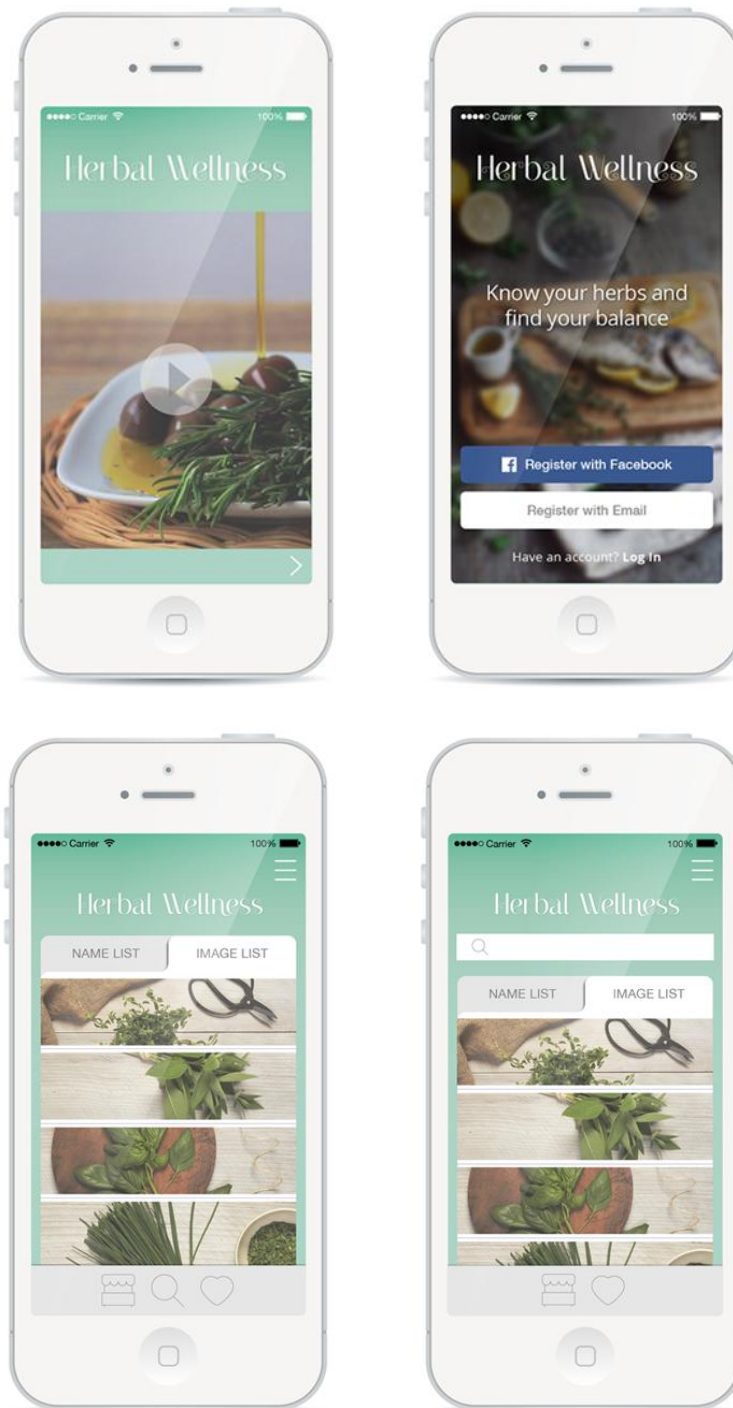 Carrier 100%
Herbal Wellness
Carrier 100%
Herbal Wellness
Know your herbs and
find your balance
Register with Facebook
Register with Email
Have an account? Log In
Carrier 100%
Herbal Wellness
NAME LIST IMAGE LIST
Carrier 100%
Herbal Wellness
NAME LIST IMAGE LIST